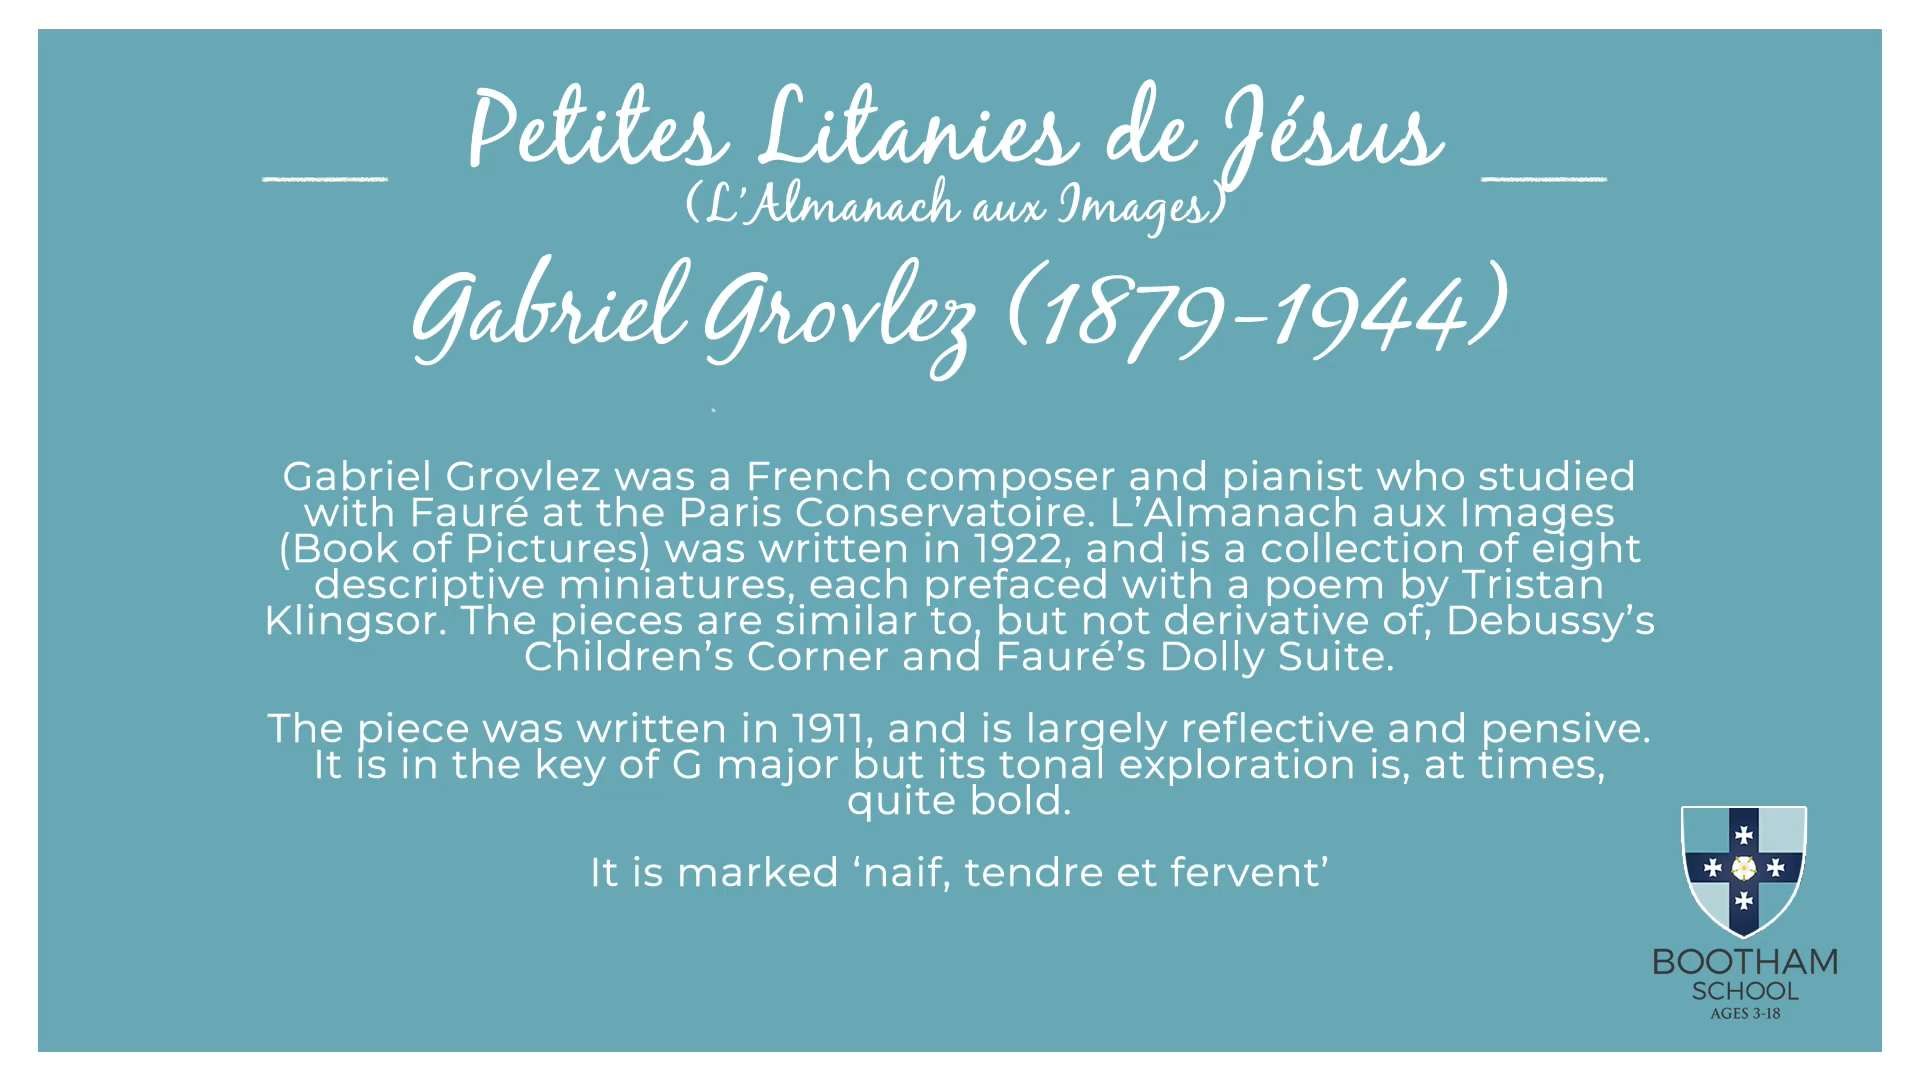 Petites Litanies de Jésus
(L’Almanach aux Images)
Gabriel Grovlez (1879-1944)
Gabriel Grovlez was a French composer and pianist who studied
with Fauré at the Paris Conservatoire. L’Almanach aux Images
(Book of Pictures) was written in 1922, and is a collection of eight
descriptive miniatures, each prefaced with a poem by Tristan
Klingsor. The pieces are similar to, but not derivative of, Debussy’s
Children’s Corner and Fauré’s Dolly Suite.
The piece was written in 1911, and is largely reflective and pensive.
It is in the key of G major but its tonal exploration is, at times,
quite bold.
It is marked ‘naif, tendre et fervent’
BOOTHAM
SCHOOL
AGES 3-18